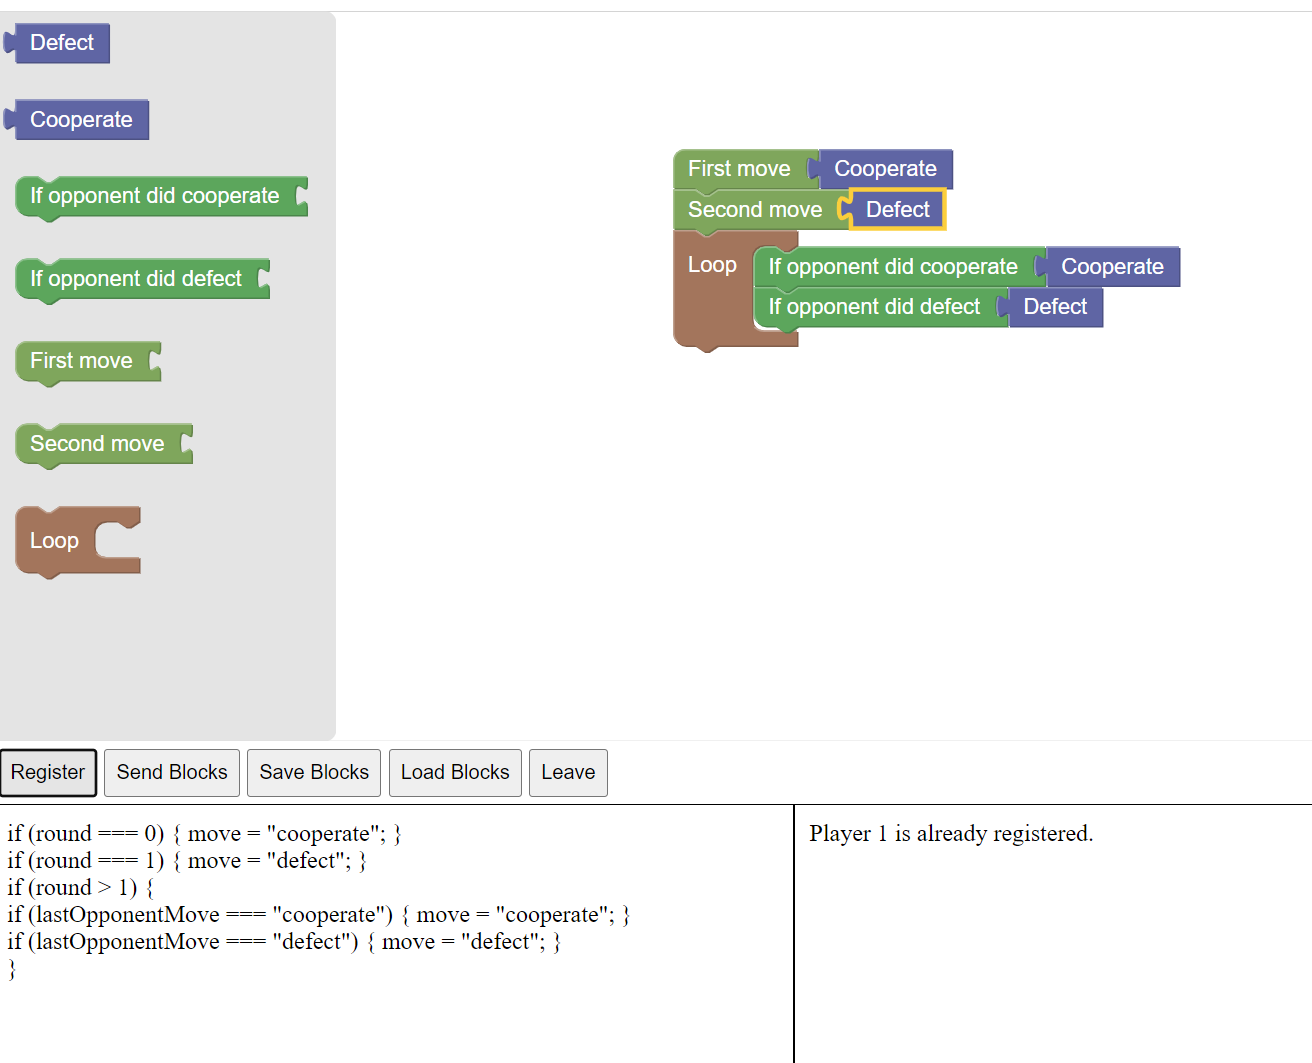 Defect
Cooperate
If opponent did cooperate
If opponent did defect
First move
Second move
Loop
First move Cooperate
Second move Defect
Loop If opponent did cooperate Cooperate
If opponent did defect Defect
Register Send Blocks Save Blocks Load Blocks Leave
if (round === 0) { move = "cooperate"; }
if (round === 1) { move = "defect"; }
if (round > 1) {
if (lastOpponentMove === "cooperate") { move = "cooperate"; }
if (lastOpponentMove === "defect") { move = "defect"; }
}
Player 1 is already registered.